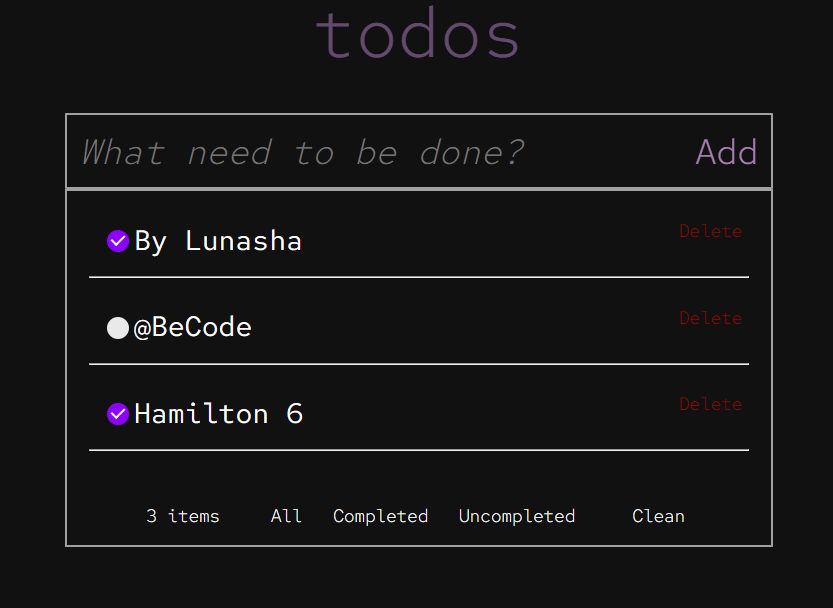 todos
What need to be done? Add
By Lunasha Delete
@BeCode Delete
Hamilton 6 Delete
3 items All Completed Uncompleted Clean